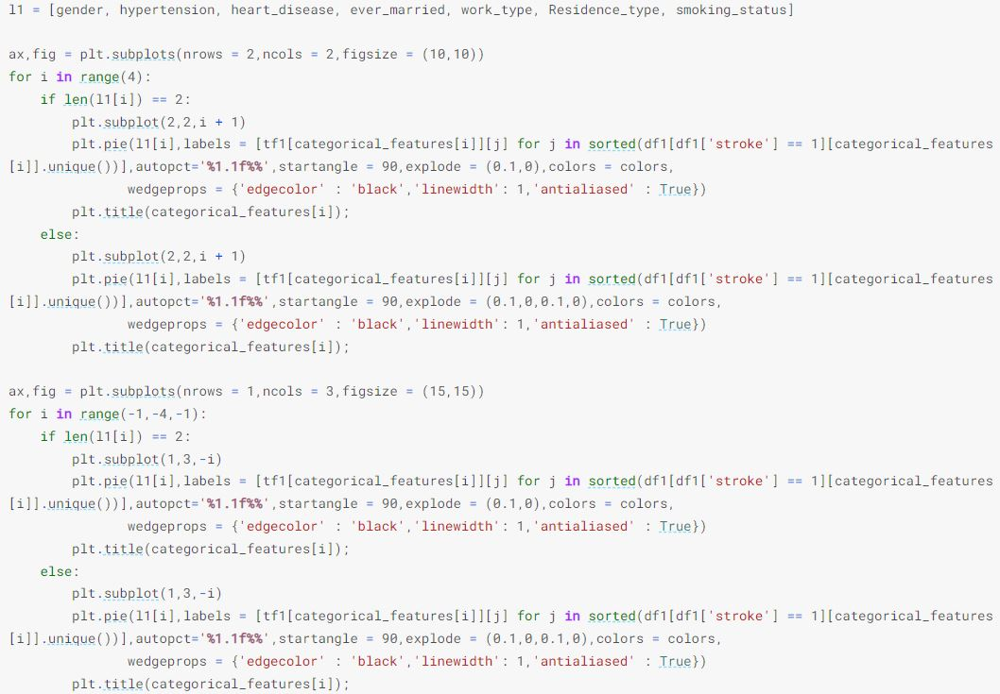 l1 = [gender, hypertension, heart_disease, ever_married, work_type, Residence_type, smoking_status]

ax,fig = plt.subplots(nrows = 2,ncols = 2,figsize = (10,10))
for i in range(4):
    if len(l1[i]) == 2:
        plt.subplot(2,2,i + 1)
        plt.pie(l1[i],labels = [tf1[categorical_features[i]][j] for j in sorted(df1[df1['stroke'] == 1][categorical_features
[i]].unique())],autopct='%1.1f%%',startangle = 90,explode = (0.1,0),colors = colors,
               wedgeprops = {'edgecolor' : 'black','linewidth': 1,'antialiased' : True})
        plt.title(categorical_features[i]);
    else:
        plt.subplot(2,2,i + 1)
        plt.pie(l1[i],labels = [tf1[categorical_features[i]][j] for j in sorted(df1[df1['stroke'] == 1][categorical_features
[i]].unique())],autopct='%1.1f%%',startangle = 90,explode = (0.1,0,0.1,0),colors = colors,
               wedgeprops = {'edgecolor' : 'black','linewidth': 1,'antialiased' : True})
        plt.title(categorical_features[i]);

ax,fig = plt.subplots(nrows = 1,ncols = 3,figsize = (15,15))
for i in range(-1,-4,-1):
    if len(l1[i]) == 2:
        plt.subplot(1,3,-i)
        plt.pie(l1[i],labels = [tf1[categorical_features[i]][j] for j in sorted(df1[df1['stroke'] == 1][categorical_features
[i]].unique())],autopct='%1.1f%%',startangle = 90,explode = (0.1,0),colors = colors,
               wedgeprops = {'edgecolor' : 'black','linewidth': 1,'antialiased' : True})
        plt.title(categorical_features[i]);
    else:
        plt.subplot(1,3,-i)
        plt.pie(l1[i],labels = [tf1[categorical_features[i]][j] for j in sorted(df1[df1['stroke'] == 1][categorical_features
[i]].unique())],autopct='%1.1f%%',startangle = 90,explode = (0.1,0,0.1,0),colors = colors,
               wedgeprops = {'edgecolor' : 'black','linewidth': 1,'antialiased' : True})
        plt.title(categorical_features[i]);